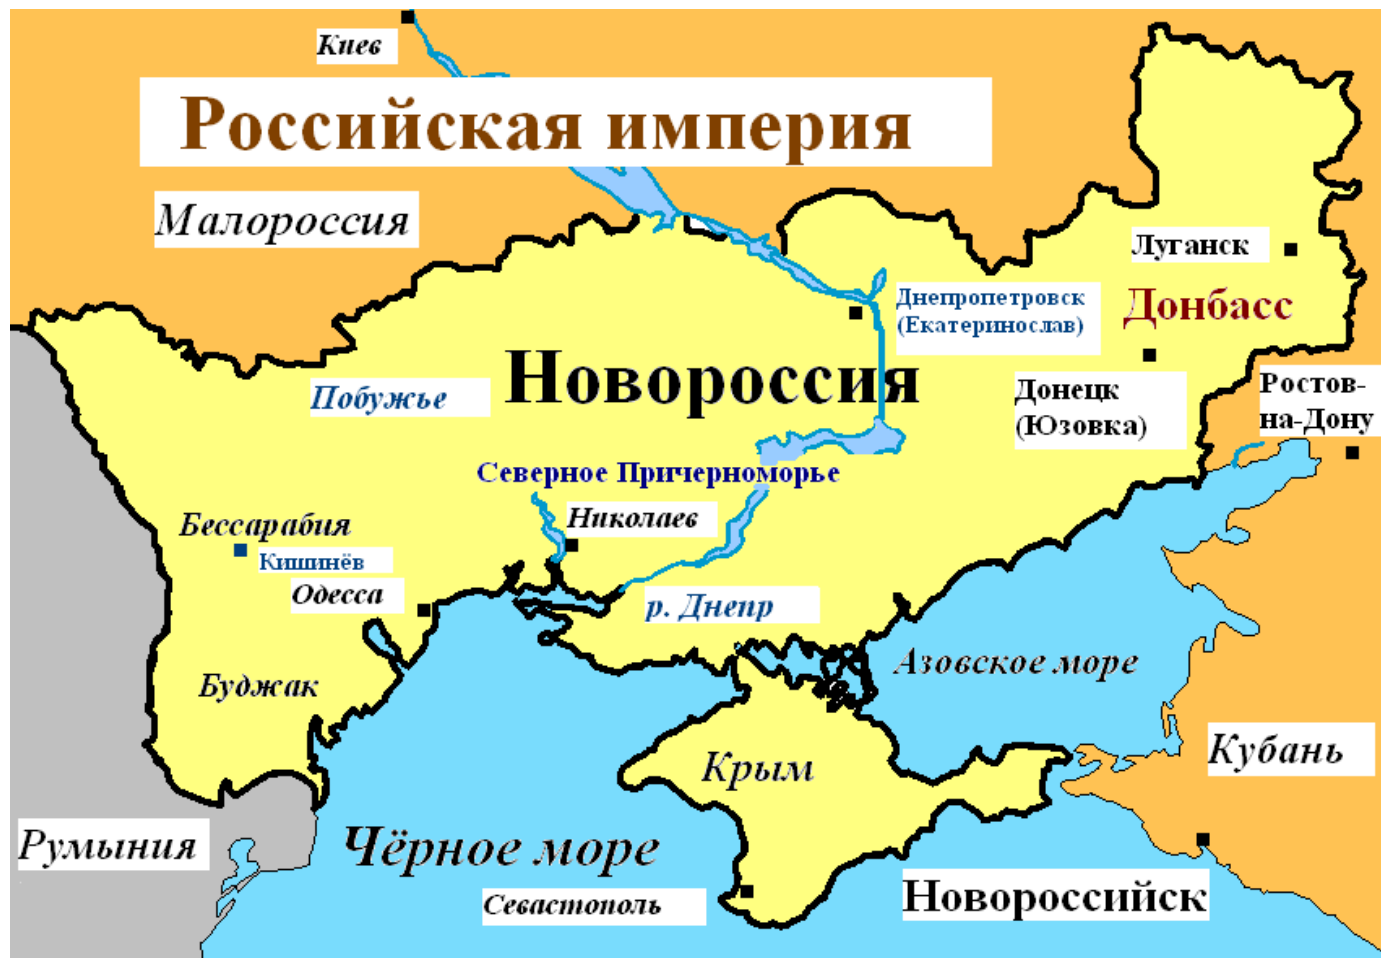 Киев
Российская империя
Малороссия
Луганск
Днепропетровск
(Екатеринослав)
Донбасс
Новороссия
Побужье
Донецк
(Юзовка)
Ростов-
на-Дону
Северное Причерноморье
Бессарабия
Николаев
Кишинёв
Одесса
р. Днепр
Буджак
Азовское море
Крым
Кубань
Румыния
Чёрное море
Севастополь
Новороссийск